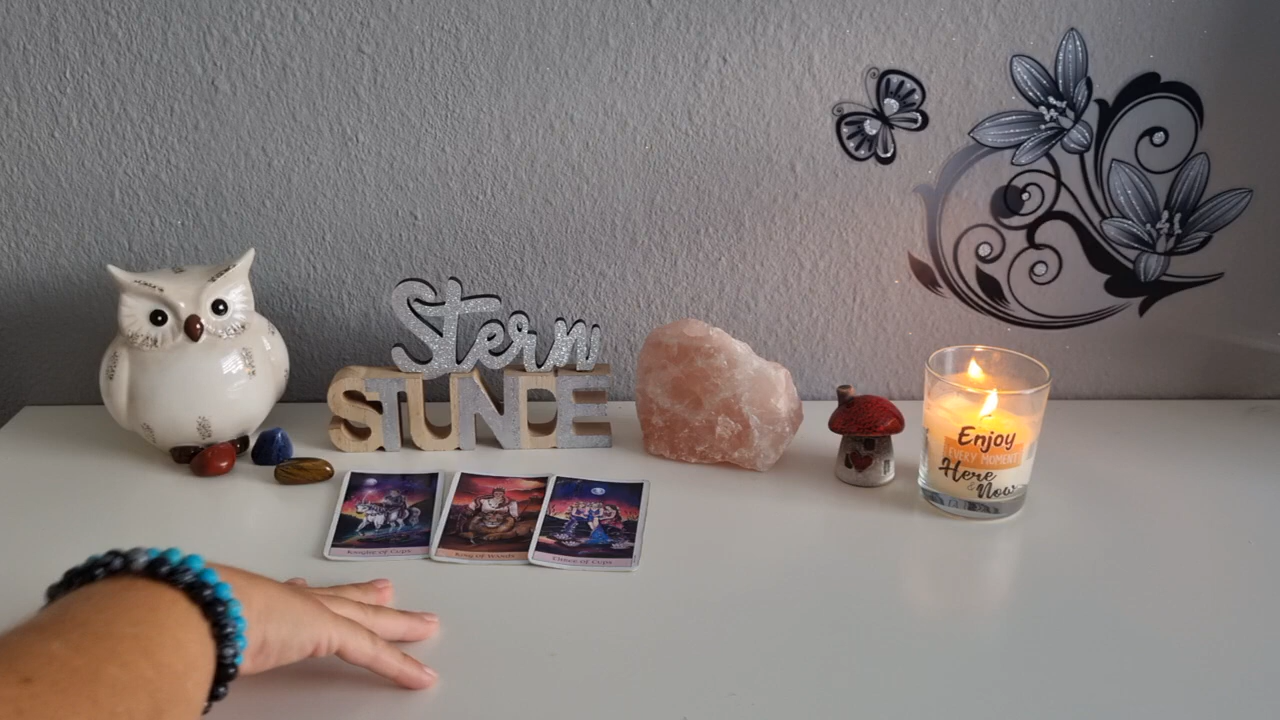 Stern
STUNDE
Knight of Cups
King of Wands
Three of Cups
Enjoy
EVERY MOMENT
Here
& Now